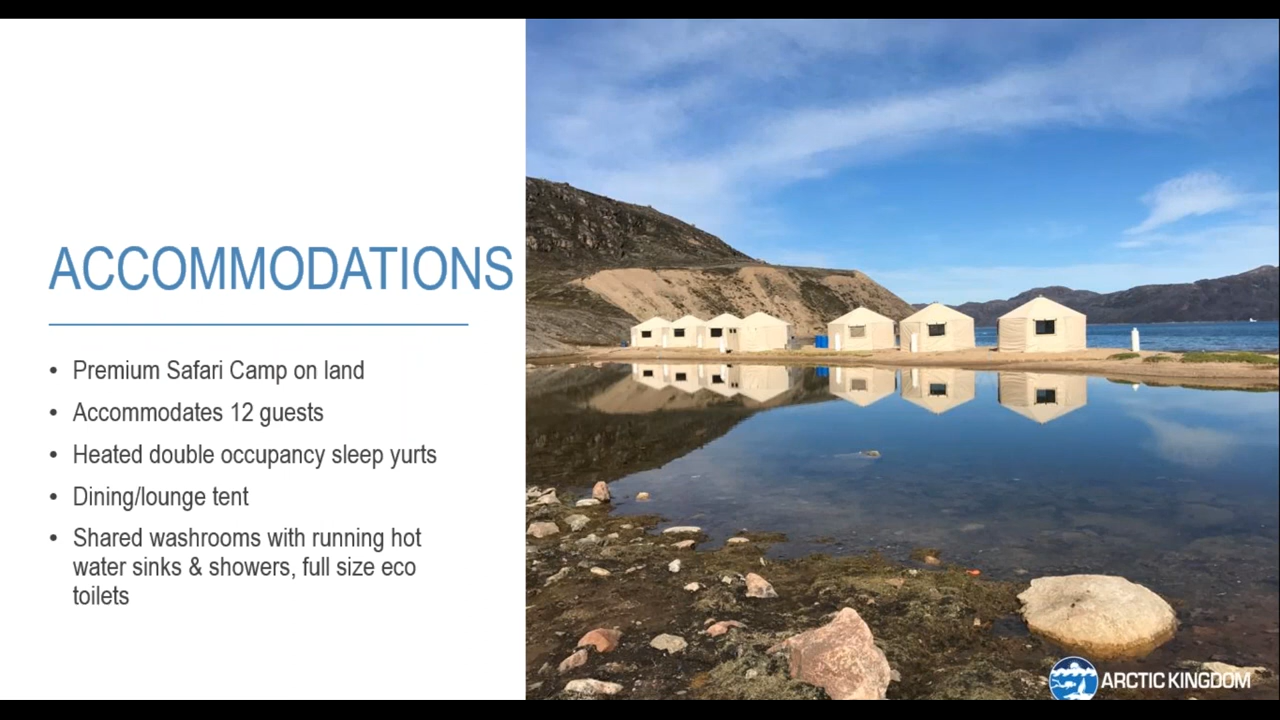 ACCOMMODATIONS
• Premium Safari Camp on land
• Accommodates 12 guests
• Heated double occupancy sleep yurts
• Dining/lounge tent
• Shared washrooms with running hot
water sinks & showers, full size eco
toilets
ARCTIC KINGDOM